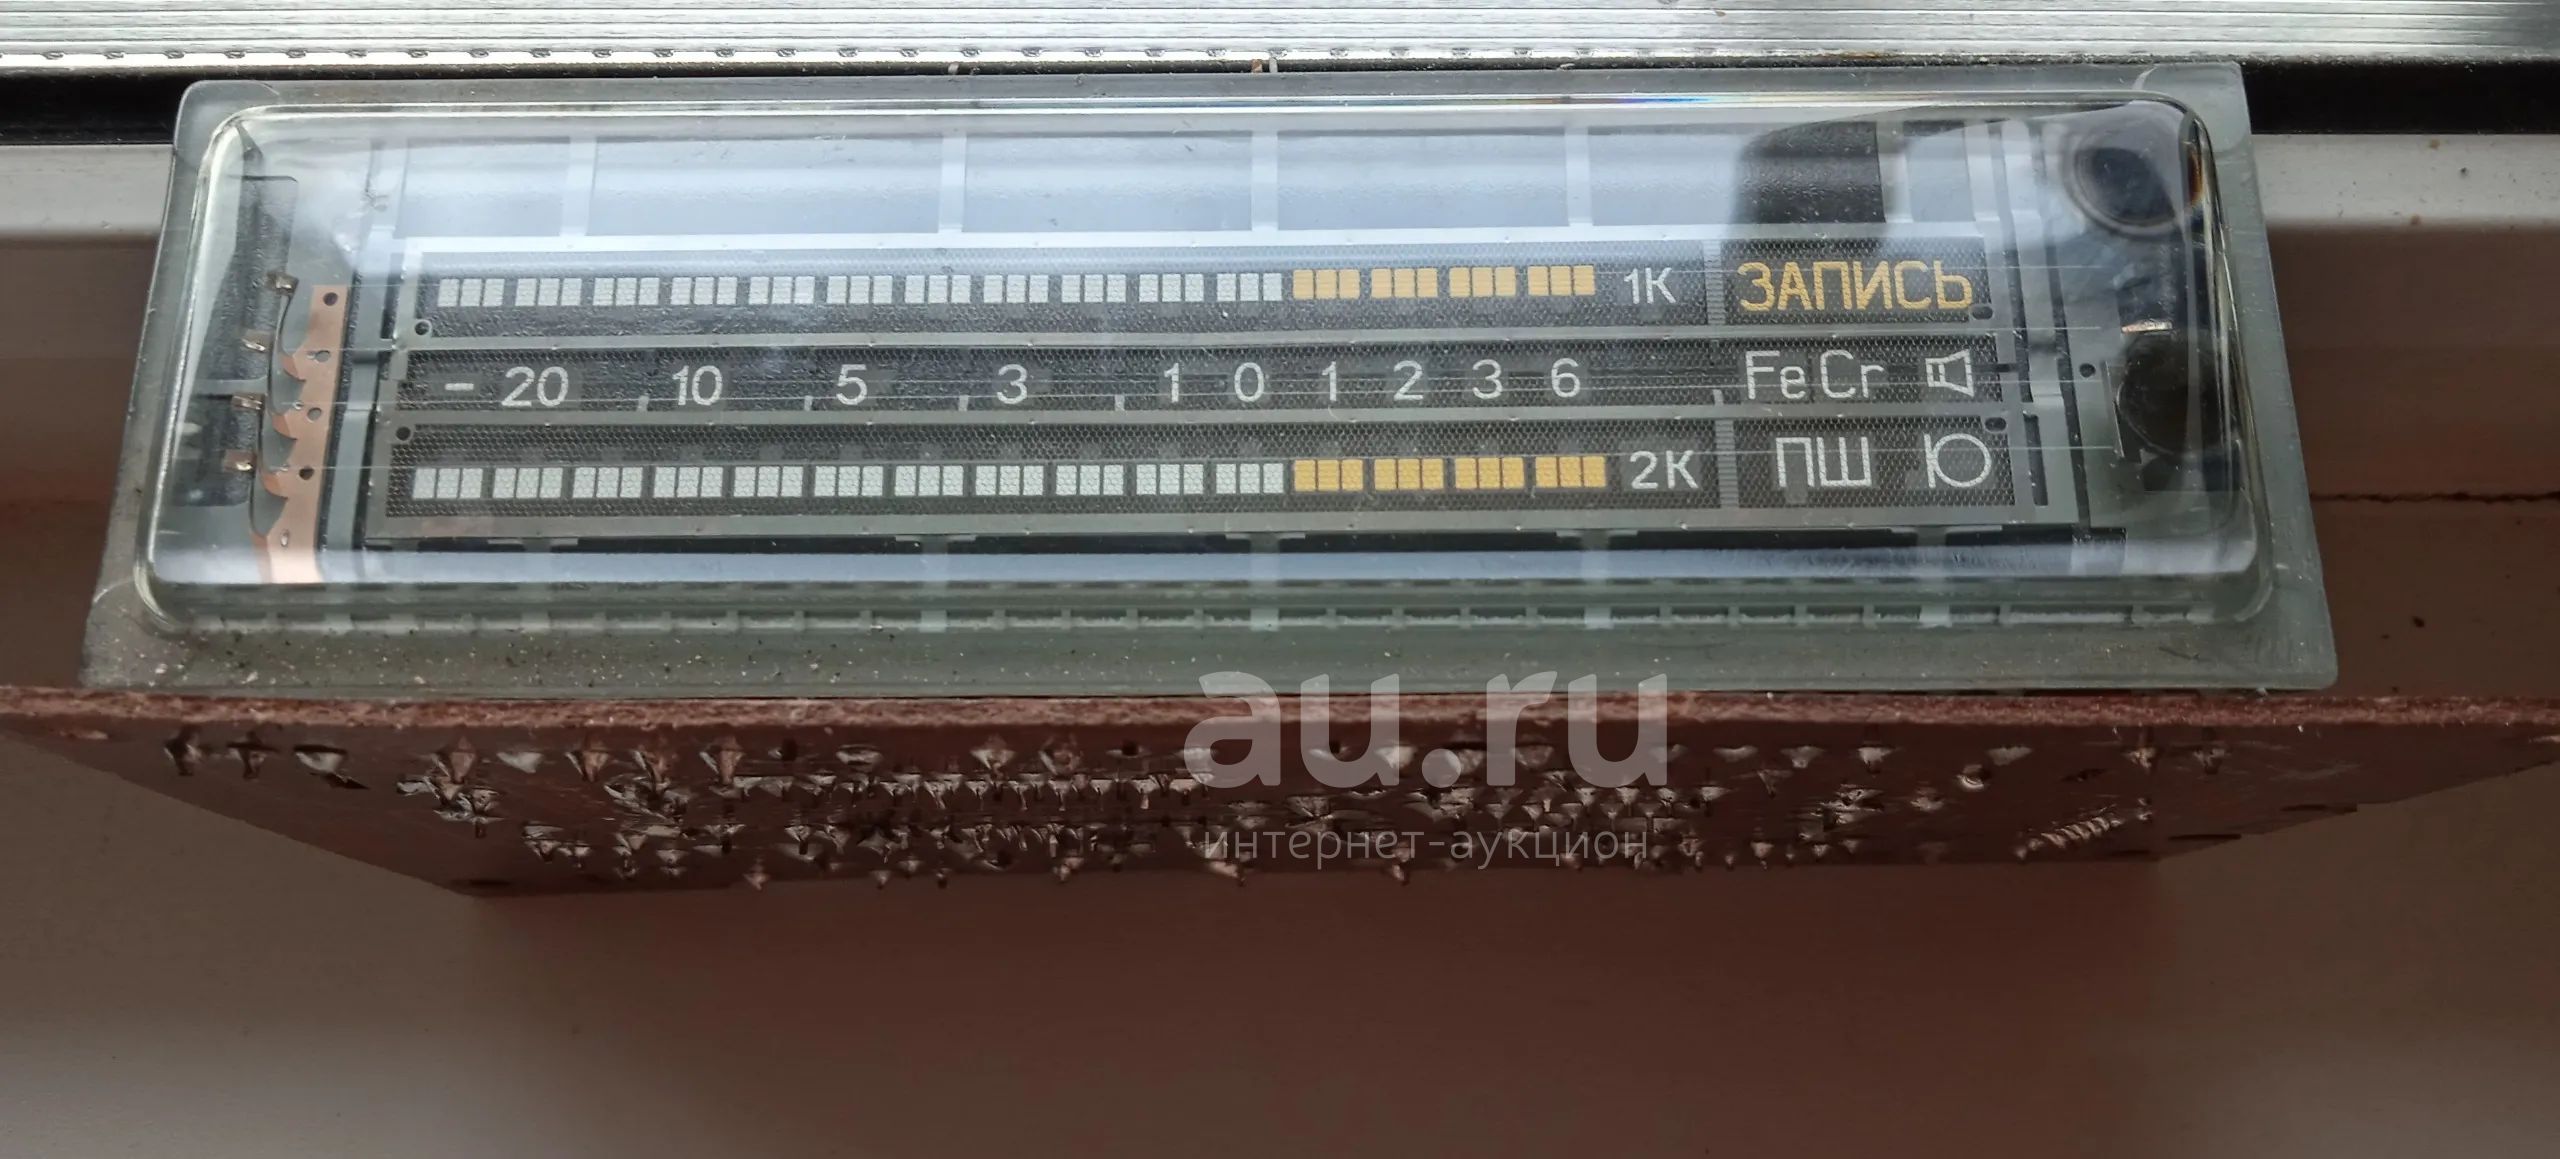 1К ЗАПИСЬ
- 20 10 5 3 1 0 1 2 3 6 FeCr
2К ПШ
au.ru
интернет-аукцион